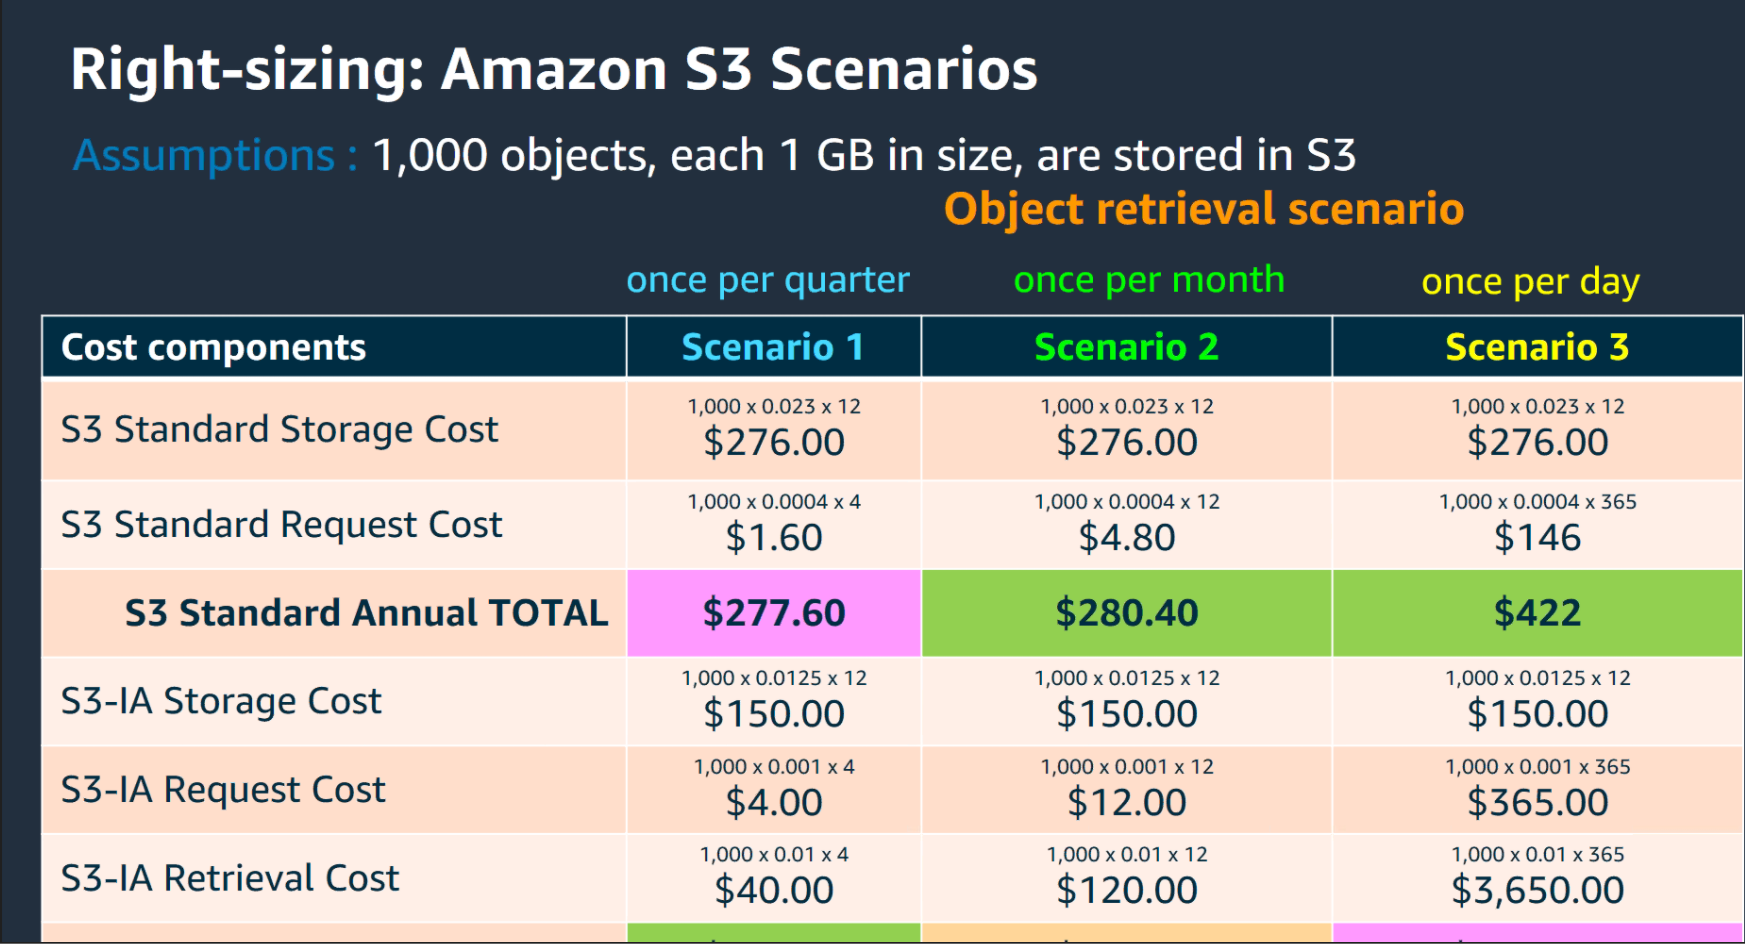 Right-sizing: Amazon S3 Scenarios
Assumptions : 1,000 objects, each 1 GB in size, are stored in S3
Object retrieval scenario
once per quarter once per month once per day
Cost components Scenario 1 Scenario 2 Scenario 3
1,000 x 0.023 x 12 1,000 x 0.023 x 12 1,000 x 0.023 x 12
S3 Standard Storage Cost $276.00 $276.00 $276.00
1,000 x 0.0004 x 4 1,000 x 0.0004 x 12 1,000 x 0.0004 x 365
S3 Standard Request Cost $1.60 $4.80 $146
S3 Standard Annual TOTAL $277.60 $280.40 $422
1,000 x 0.0125 x 12 1,000 x 0.0125 x 12 1,000 x 0.0125 x 12
S3-IA Storage Cost $150.00 $150.00 $150.00
1,000 x 0.001 x 4 1,000 x 0.001 x 12 1,000 x 0.001 x 365
S3-IA Request Cost $4.00 $12.00 $365.00
1,000 x 0.01 x 4 1,000 x 0.01 x 12 1,000 x 0.01 x 365
S3-IA Retrieval Cost $40.00 $120.00 $3,650.00